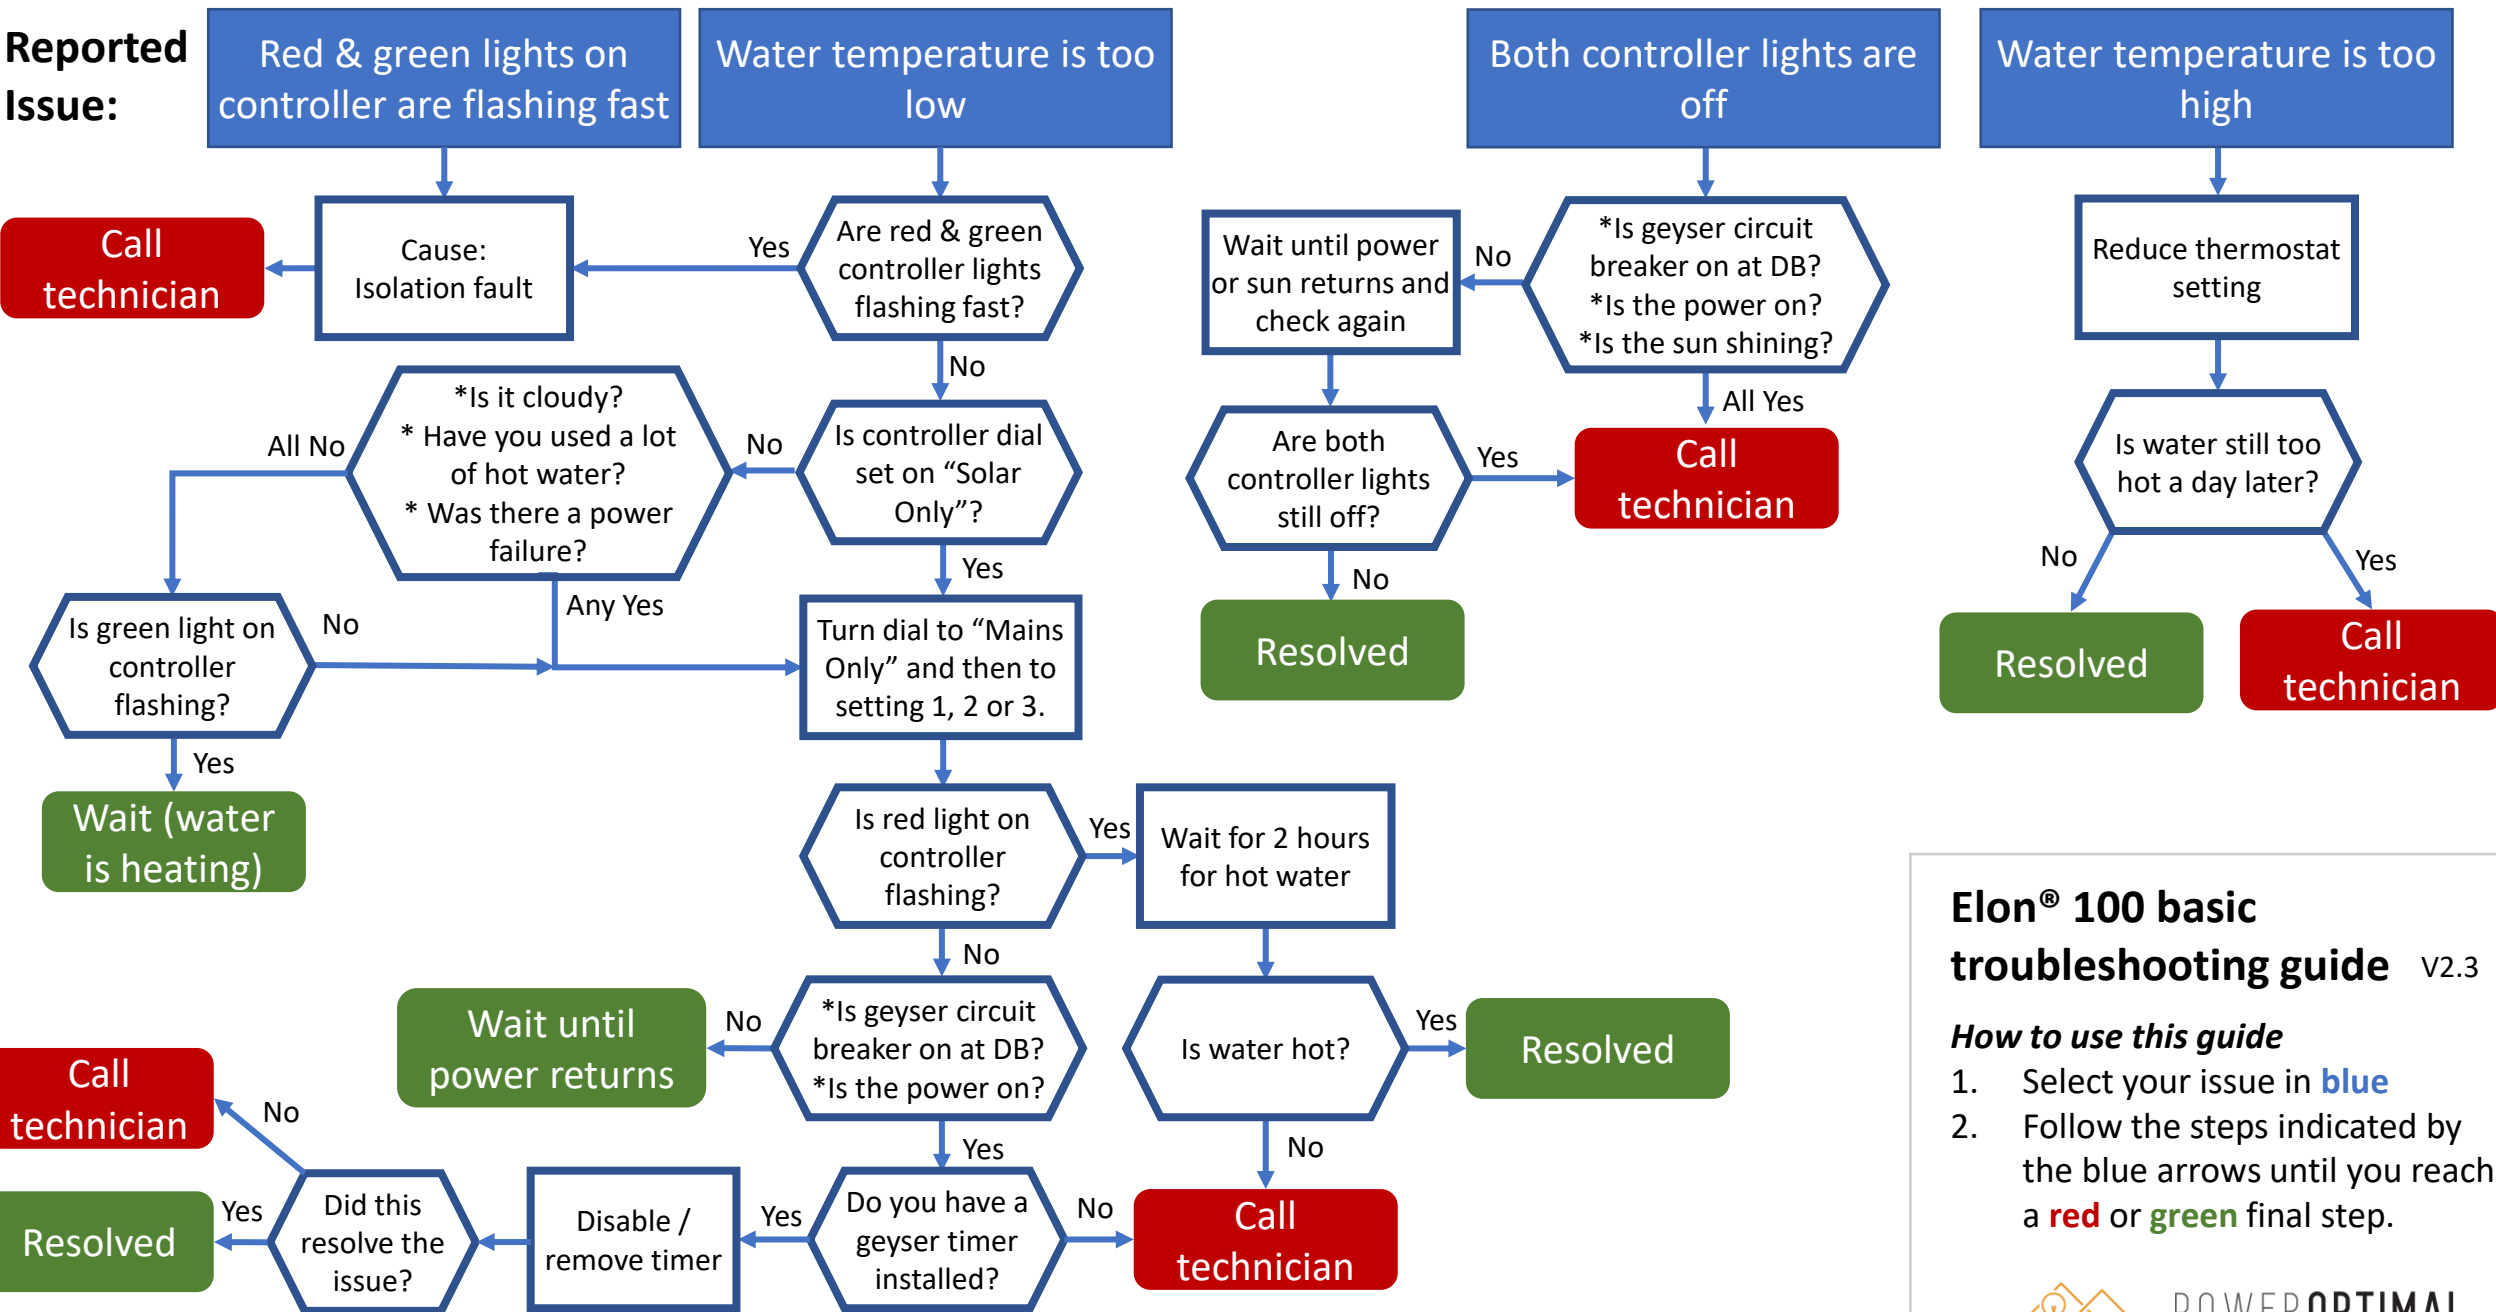 Reported
Issue:
Red & green lights on
controller are flashing fast
Water temperature is too
low
Both controller lights are
off
Water temperature is too
high
Call
technician
Cause:
Isolation fault
Yes
Are red & green
controller lights
flashing fast?
No
Wait until power
or sun returns and
check again
No
*Is geyser circuit
breaker on at DB?
*Is the power on?
*Is the sun shining?
All Yes
Reduce thermostat
setting
All No
*Is it cloudy?
* Have you used a lot
of hot water?
* Was there a power
failure?
Any Yes
No
Is controller dial
set on “Solar
Only”?
Yes
Are both
controller lights
still off?
Yes
Call
technician
No
Resolved
Is water still too
hot a day later?
No
Yes
Resolved
Call
technician
Is green light on
controller
flashing?
No
Yes
Wait (water
is heating)
Turn dial to “Mains
Only” and then to
setting 1, 2 or 3.
Is red light on
controller
flashing?
Yes
Wait for 2 hours
for hot water
No
Wait until
power returns
No
*Is geyser circuit
breaker on at DB?
*Is the power on?
Yes
Is water hot?
Yes
Resolved
No
Call
technician
No
Resolved
Yes
Did this
resolve the
issue?
Disable /
remove timer
Yes
Do you have a
geyser timer
installed?
No
Call
technician
Elon® 100 basic
troubleshooting guide V2.3
How to use this guide
1. Select your issue in blue
2. Follow the steps indicated by
the blue arrows until you reach
a red or green final step.
POWEROPTIMAL